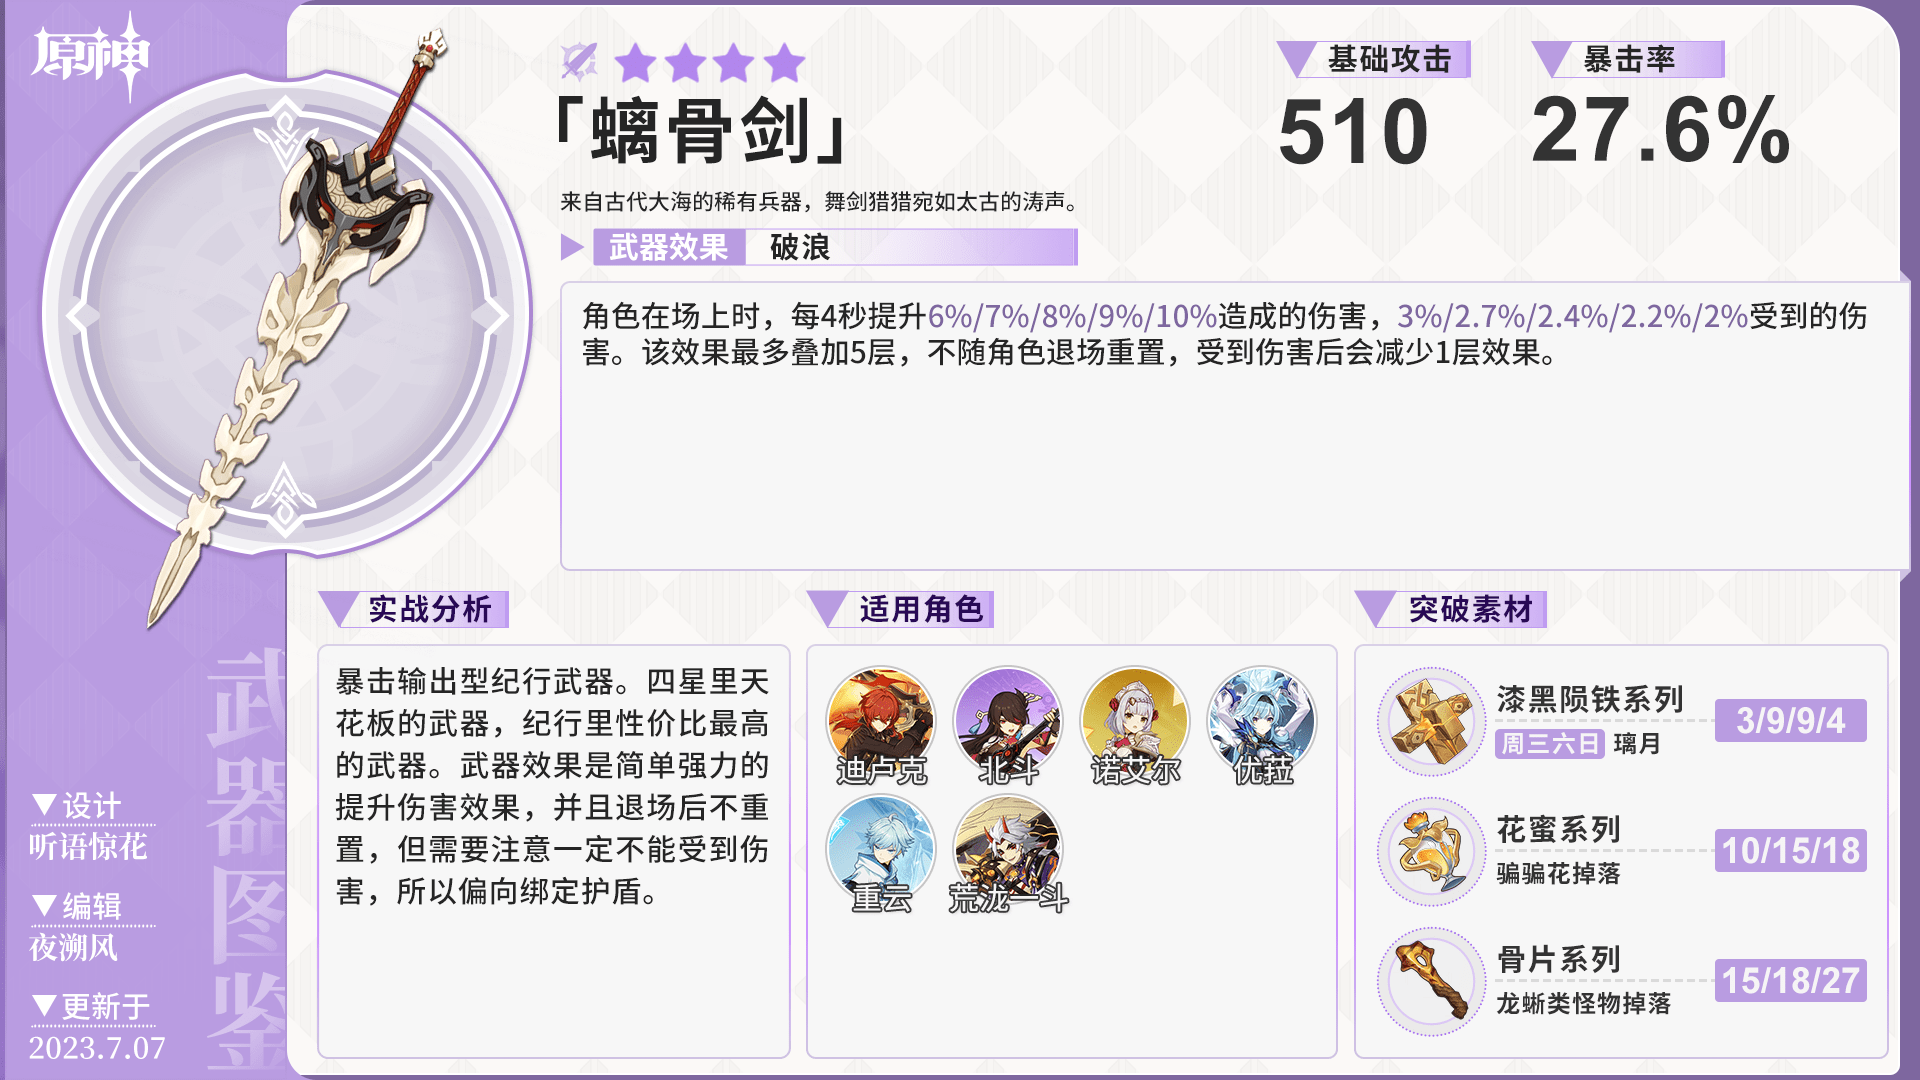 原神
「螭骨剑」
来自古代大海的稀有兵器，舞剑猎猎宛如太古的涛声。
基础攻击
510
暴击率
27.6%
武器效果 破浪
角色在场上时，每4秒提升6%/7%/8%/9%/10%造成的伤害，3%/2.7%/2.4%/2.2%/2%受到的伤
害。该效果最多叠加5层，不随角色退场重置，受到伤害后会减少1层效果。
实战分析
暴击输出型纪行武器。四星里天
花板的武器，纪行里性价比最高
的武器。武器效果是简单强力的
提升伤害效果，并且退场后不重
置，但需要注意一定不能受到伤
害，所以偏向绑定护盾。
适用角色
迪卢克 北斗 诺艾尔 优菈
重云 荒泷一斗
突破素材
漆黑陨铁系列
周三六日 璃月
3/9/9/4
花蜜系列
骗骗花掉落
10/15/18
骨片系列
龙蜥类怪物掉落
15/18/27
武器图鉴
▼设计
听语惊花
▼编辑
夜溯风
▼更新于
2023.7.07